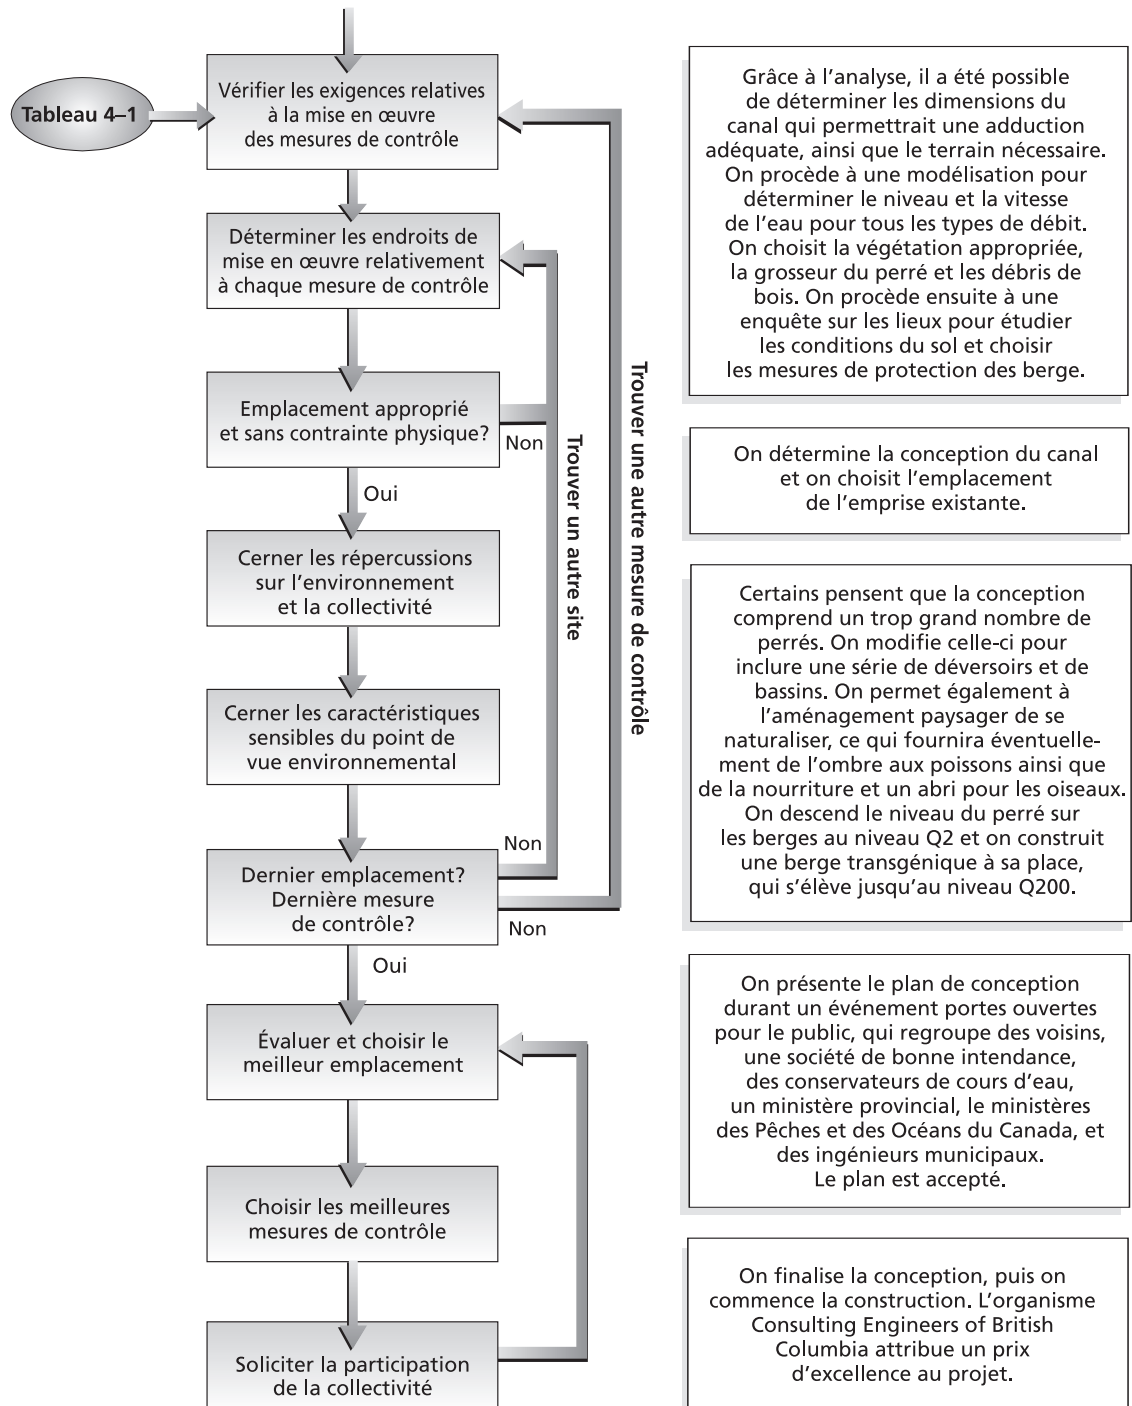 Tableau 4–1
Vérifier les exigences relatives
à la mise en œuvre
des mesures de contrôle
Déterminer les endroits de
mise en œuvre relativement
à chaque mesure de contrôle
Emplacement approprié
et sans contrainte physique?
Non
Oui
Trouver un autre site
Trouver une autre mesure de contrôle
Cerner les répercussions
sur l’environnement
et la collectivité
Cerner les caractéristiques
sensibles du point de
vue environnemental
Dernier emplacement?
Dernière mesure
de contrôle?
Non
Non
Oui
Évaluer et choisir le
meilleur emplacement
Choisir les meilleures
mesures de contrôle
Soliciter la participation
de la collectivité
Grâce à l’analyse, il a été possible
de déterminer les dimensions du
canal qui permettrait une adduction
adéquate, ainsi que le terrain nécessaire.
On procède à une modélisation pour
déterminer le niveau et la vitesse
de l’eau pour tous les types de débit.
On choisit la végétation appropriée,
la grosseur du perré et les débris de
bois. On procède ensuite à une
enquête sur les lieux pour étudier
les conditions du sol et choisir
les mesures de protection des berge.
On détermine la conception du canal
et on choisit l’emplacement
de l’emprise existante.
Certains pensent que la conception
comprend un trop grand nombre de
perrés. On modifie celle-ci pour
inclure une série de déversoirs et de
bassins. On permet également à
l’aménagement paysager de se
naturaliser, ce qui fournira éventuelle-
ment de l’ombre aux poissons ainsi que
de la nourriture et un abri pour les oiseaux.
On descend le niveau du perré sur
les berges au niveau Q2 et on construit
une berge transgénique à sa place,
qui s’élève jusqu’au niveau Q200.
On présente le plan de conception
durant un événement portes ouvertes
pour le public, qui regroupe des voisins,
une société de bonne intendance,
des conservateurs de cours d’eau,
un ministère provincial, le ministères
des Pêches et des Océans du Canada, et
des ingénieurs municipaux.
Le plan est accepté.
On finalise la conception, puis on
commence la construction. L’organisme
Consulting Engineers of British
Columbia attribue un prix
d’excellence au projet.